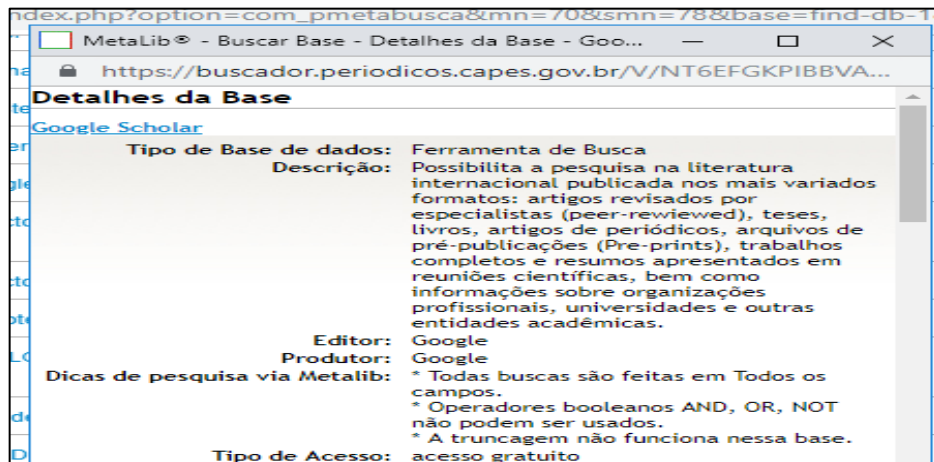 ndex.php?option=com_pmetabusca&mn=70&smn=78&base=find-db-1
MetaLib® - Buscar Base - Detalhes da Base - Goo...
https://buscador.periodicos.capes.gov.br/V/NT6EFGKPIBBVA...
Detalhes da Base
Google Scholar
Tipo de Base de dados: Ferramenta de Busca
Descrição: Possibilita a pesquisa na literatura
internacional publicada nos mais variados
formatos: artigos revisados por
especialistas (peer-rewiewed), teses,
livros, artigos de periódicos, arquivos de
pré-publicações (Pre-prints), trabalhos
completos e resumos apresentados em
reuniões científicas, bem como
informações sobre organizações
profissionais, universidades e outras
entidades acadêmicas.
Editor: Google
Produtor: Google
Dicas de pesquisa via Metalib: * Todas buscas são feitas em Todos os
campos.
* Operadores booleanos AND, OR, NOT
não podem ser usados.
* A truncagem não funciona nessa base.
Tipo de Acesso: acesso gratuito